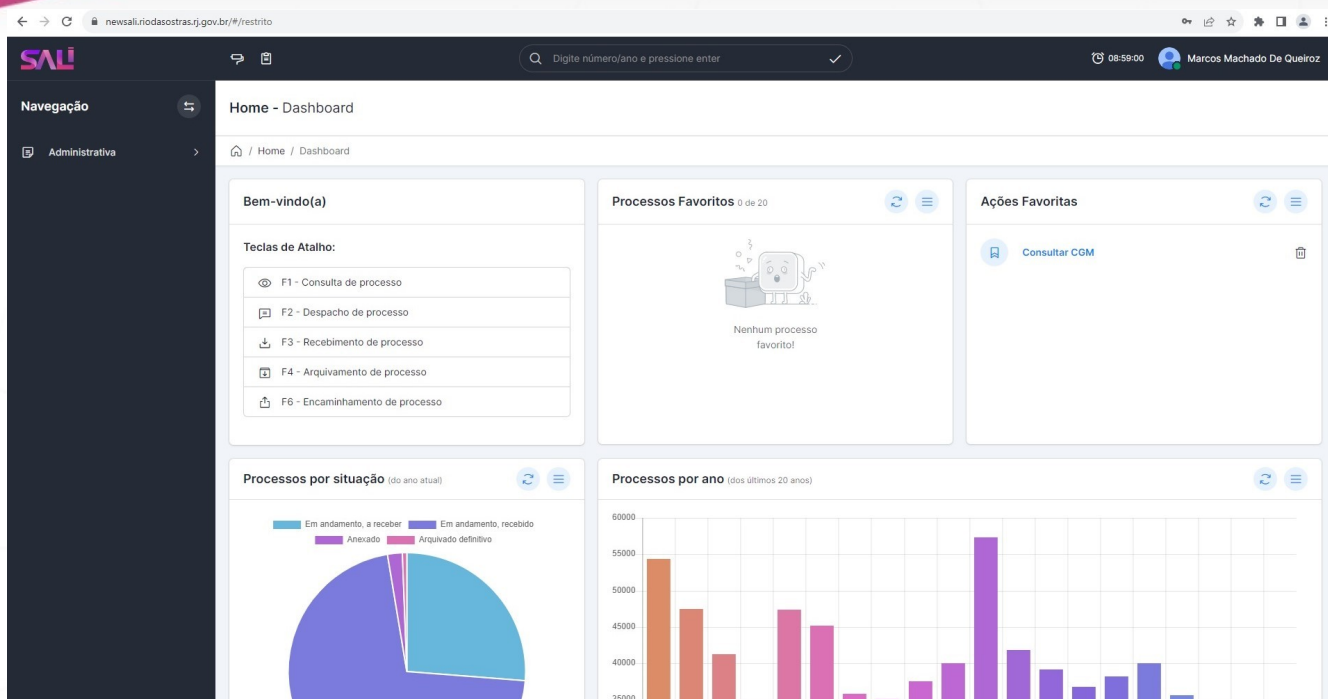 newsali.riodasostras.rj.gov.br/#/restrito
SALI
Digite número/ano e pressione enter
08:59:00
Marcos Machado De Queiroz
Navegação
Administrativa
Home - Dashboard
/ Home / Dashboard
Bem-vindo(a)
Teclas de Atalho:
F1 - Consulta de processo
F2 - Despacho de processo
F3 - Recebimento de processo
F4 - Arquivamento de processo
F6 - Encaminhamento de processo
Processos Favoritos 0 de 20
Nenhum processo
favorito!
Ações Favoritas
Consultar CGM
Processos por situação (do ano atual)
Em andamento, a receber Em andamento, recebido
Anexado Arquivado definitivo
Processos por ano (dos últimos 20 anos)
60000
55000
50000
45000
40000
35000